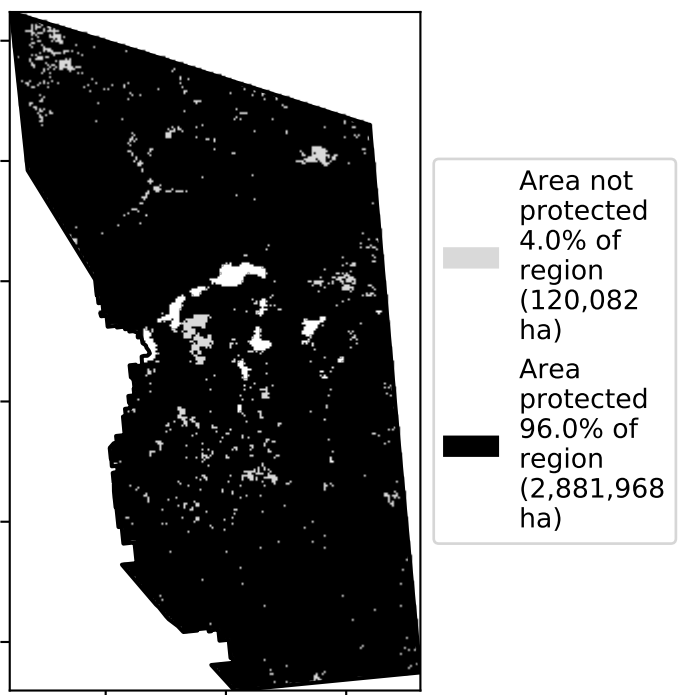 Area not
protected
4.0% of
region
(120,082
ha)
Area
protected
96.0% of
region
(2,881,968
ha)